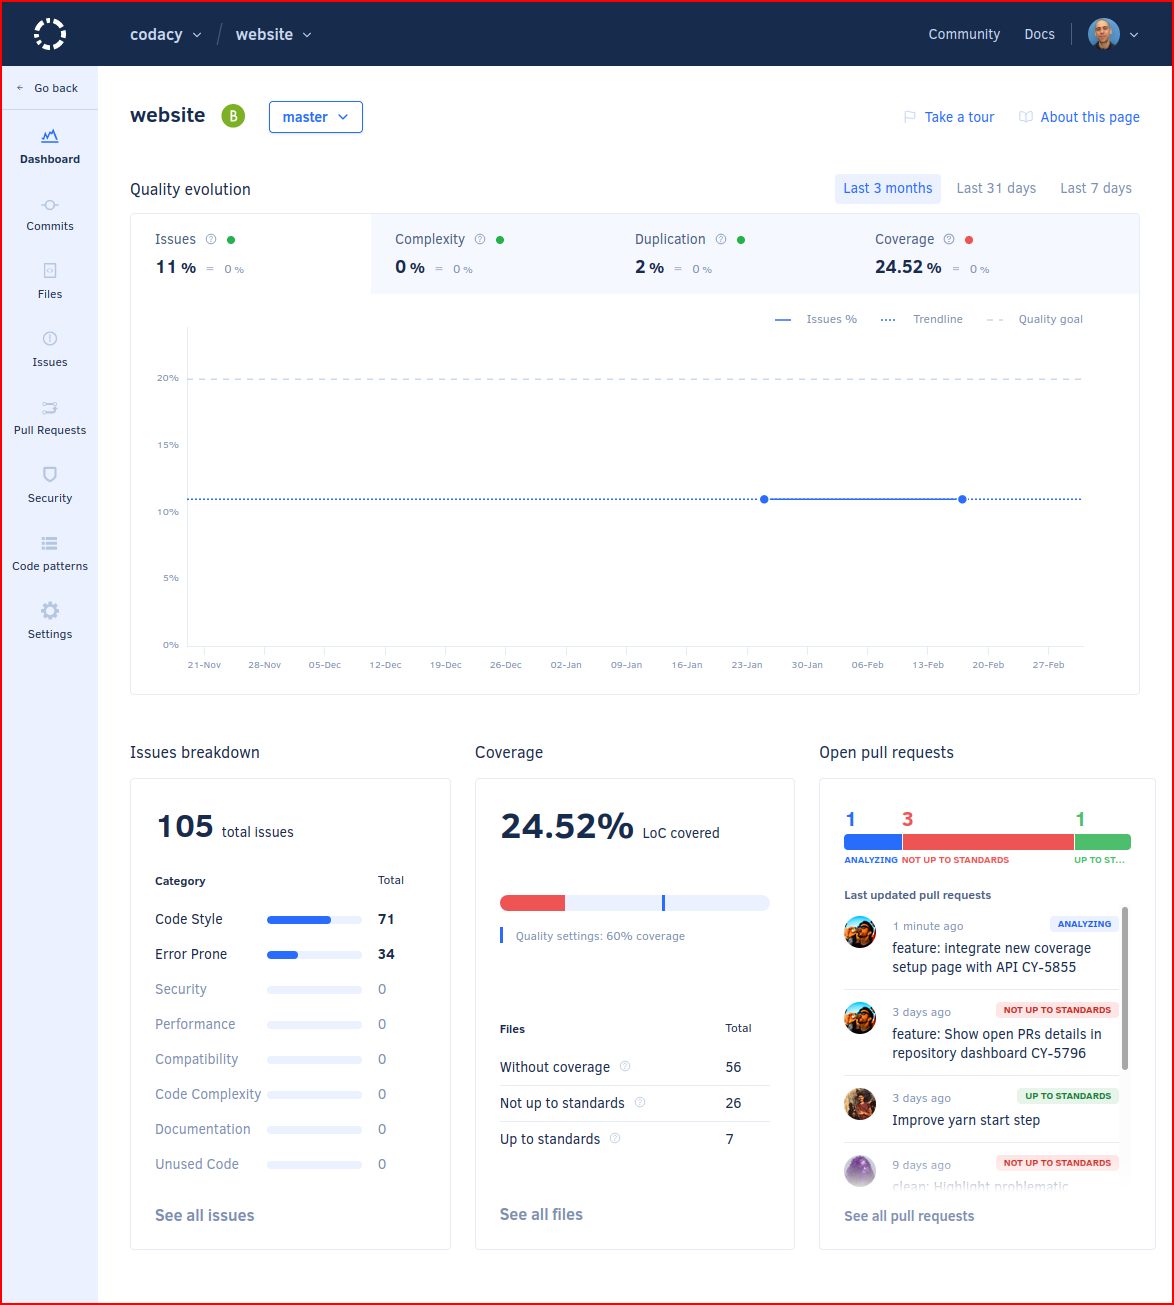 codacy
website
Community
Docs
Go back
Dashboard
Commits
Files
Issues
Pull Requests
Security
Code patterns
Settings
website B master
Take a tour
About this page
Quality evolution
Last 3 months Last 31 days Last 7 days
Issues
11 % = 0 %
Complexity
0 % = 0 %
Duplication
2 % = 0 %
Coverage
24.52 % = 0 %
Issues % Trendline Quality goal
20%
15%
10%
5%
0%
21-Nov 28-Nov 05-Dec 12-Dec 19-Dec 26-Dec 02-Jan 09-Jan 16-Jan 23-Jan 30-Jan 06-Feb 13-Feb 20-Feb 27-Feb
Issues breakdown
105 total issues
Category Total
Code Style 71
Error Prone 34
Security 0
Performance 0
Compatibility 0
Code Complexity 0
Documentation 0
Unused Code 0
See all issues
Coverage
24.52% LoC covered
Quality settings: 60% coverage
Files Total
Without coverage 56
Not up to standards 26
Up to standards 7
See all files
Open pull requests
1 3 1
ANALYZING NOT UP TO STANDARDS UP TO ST...
Last updated pull requests
1 minute ago ANALYZING
feature: integrate new coverage
setup page with API CY-5855
3 days ago NOT UP TO STANDARDS
feature: Show open PRs details in
repository dashboard CY-5796
3 days ago UP TO STANDARDS
Improve yarn start step
9 days ago NOT UP TO STANDARDS
clean: Highlight problematic
See all pull requests